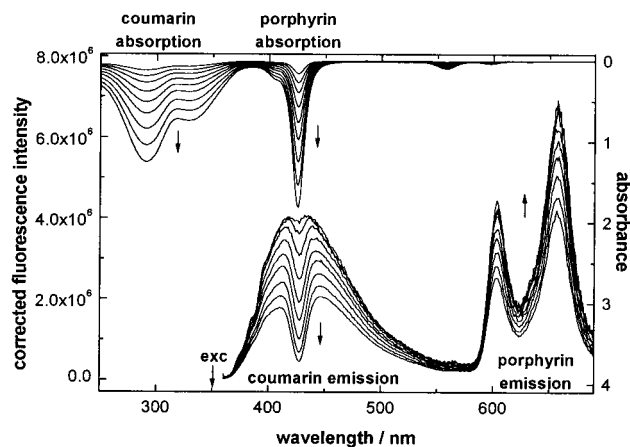 coumarin porphyrin
absorption absorption
8.0x10⁶
6.0x10⁶
4.0x10⁶
2.0x10⁶
0.0
corrected fluorescence intensity
0
1
2
3
4
absorbance
exc
coumarin emission
porphyrin
emission
300 400 500 600
wavelength / nm